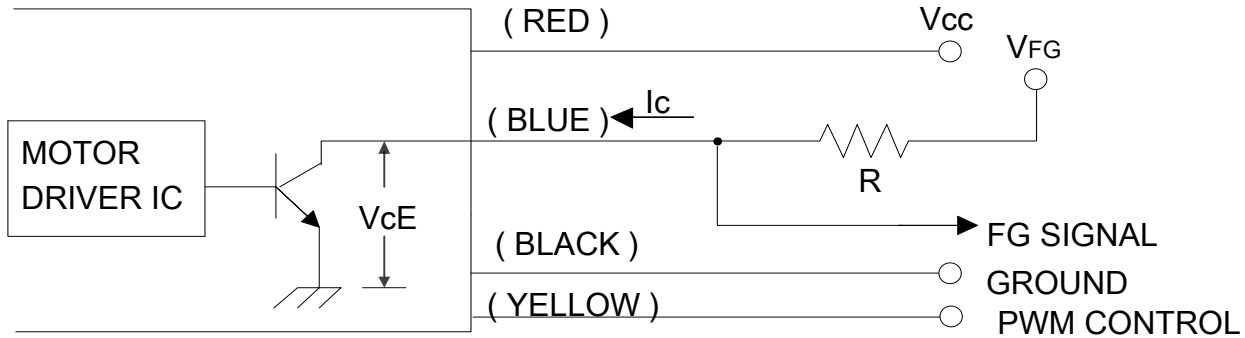 ( RED )
Vcc
VFG
( BLUE )
Ic
MOTOR
DRIVER IC
R
VCE
FG SIGNAL
( BLACK )
GROUND
( YELLOW )
PWM CONTROL